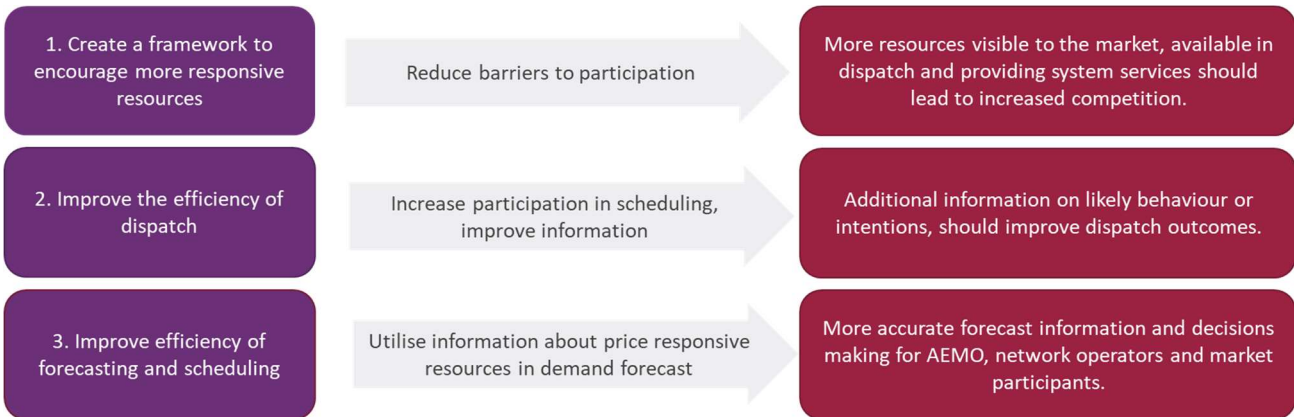 1. Create a framework to
encourage more responsive
resources
Reduce barriers to participation
More resources visible to the market, available in
dispatch and providing system services should
lead to increased competition.
2. Improve the efficiency of
dispatch
Increase participation in scheduling,
improve information
Additional information on likely behaviour or
intentions, should improve dispatch outcomes.
3. Improve efficiency of
forecasting and scheduling
Utilise information about price responsive
resources in demand forecast
More accurate forecast information and decisions
making for AEMO, network operators and market
participants.